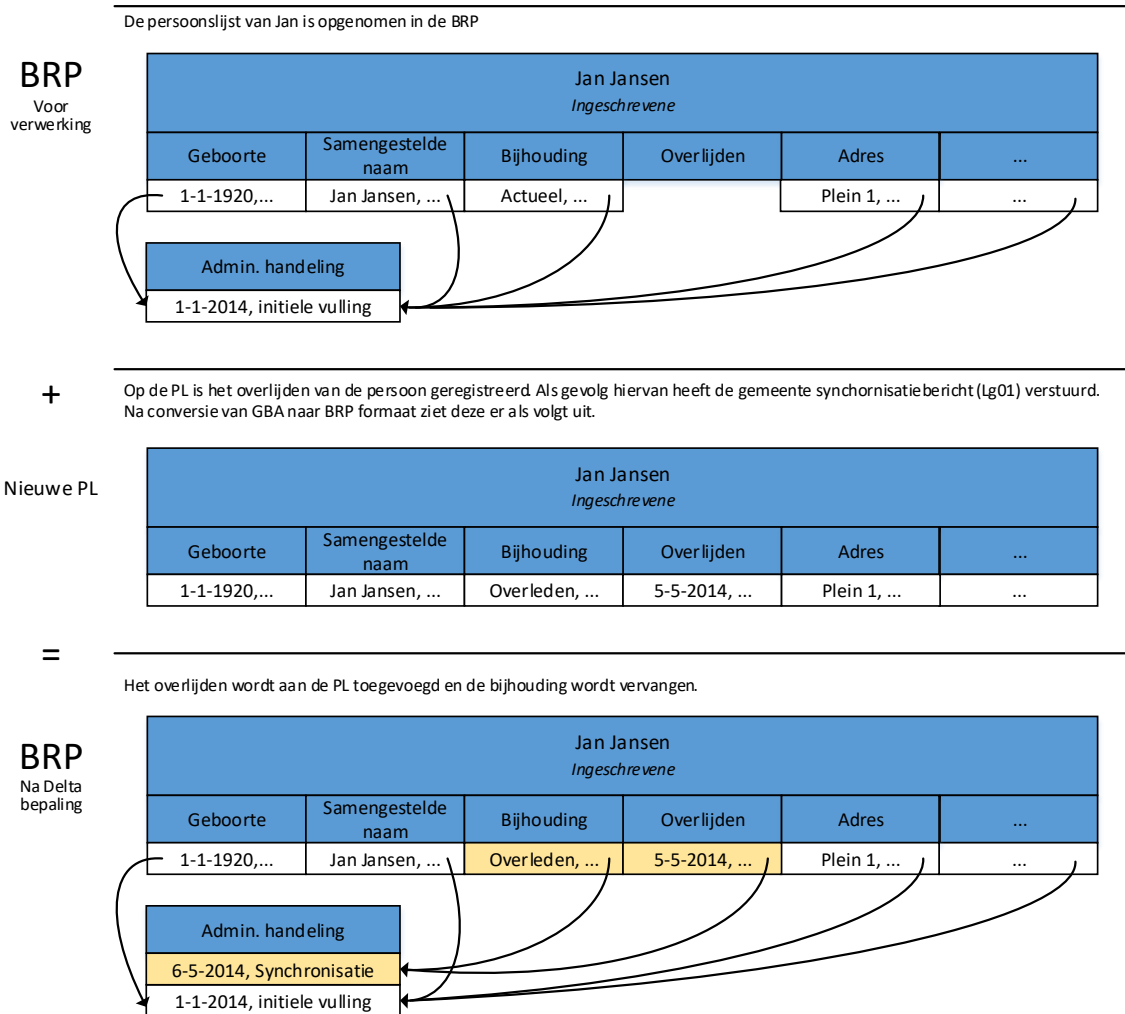 De persoonslijst van Jan is opgenomen in de BRP
BRP
Voor
verwerking
Jan Jansen
Ingeschrevene
Geboorte
Samengestelde
naam
Bijhouding
Overlijden
Adres
...
1-1-1920,...
Jan Jansen, ...
Actueel, ...
Plein 1, ...
...
Admin. handeling
1-1-2014, initiele vulling
+
Op de PL is het overlijden van de persoon geregistreerd. Als gevolg hiervan heeft de gemeente synchornisatiebericht (Lg01) verstuurd.
Na conversie van GBA naar BRP formaat ziet deze er als volgt uit.
Nieuwe PL
Jan Jansen
Ingeschrevene
Geboorte
Samengestelde
naam
Bijhouding
Overlijden
Adres
...
1-1-1920,...
Jan Jansen, ...
Overleden, ...
5-5-2014, ...
Plein 1, ...
...
=
Het overlijden wordt aan de PL toegevoegd en de bijhouding wordt vervangen.
BRP
Na Delta
bepaling
Jan Jansen
Ingeschrevene
Geboorte
Samengestelde
naam
Bijhouding
Overlijden
Adres
...
1-1-1920,...
Jan Jansen, ...
Overleden, ...
5-5-2014, ...
Plein 1, ...
...
Admin. handeling
6-5-2014, Synchronisatie
1-1-2014, initiele vulling